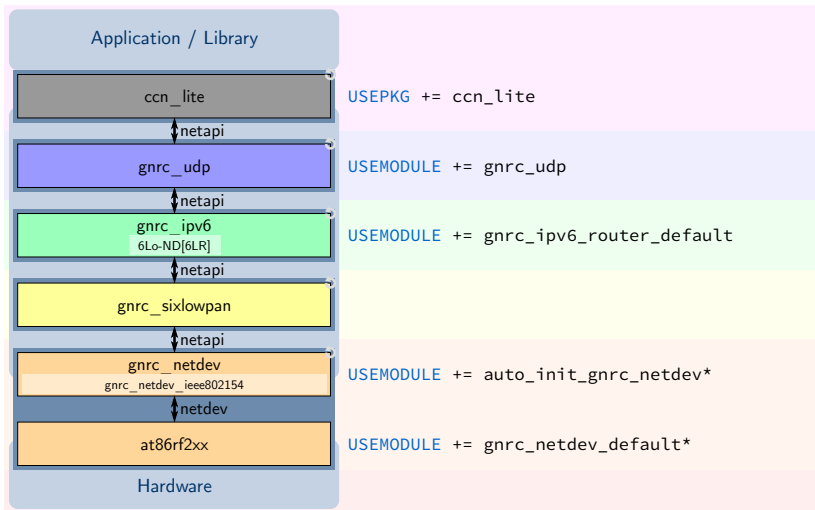 Application / Library
ccn_lite
USEPKG += ccn_lite
netapi
gnrc_udp
USEMODULE += gnrc_udp
netapi
gnrc_ipv6
6Lo-ND[6LR]
USEMODULE += gnrc_ipv6_router_default
netapi
gnrc_sixlowpan
netapi
gnrc_netdev
gnrc_netdev_ieee802154
USEMODULE += auto_init_gnrc_netdev*
netdev
at86rf2xx
USEMODULE += gnrc_netdev_default*
Hardware